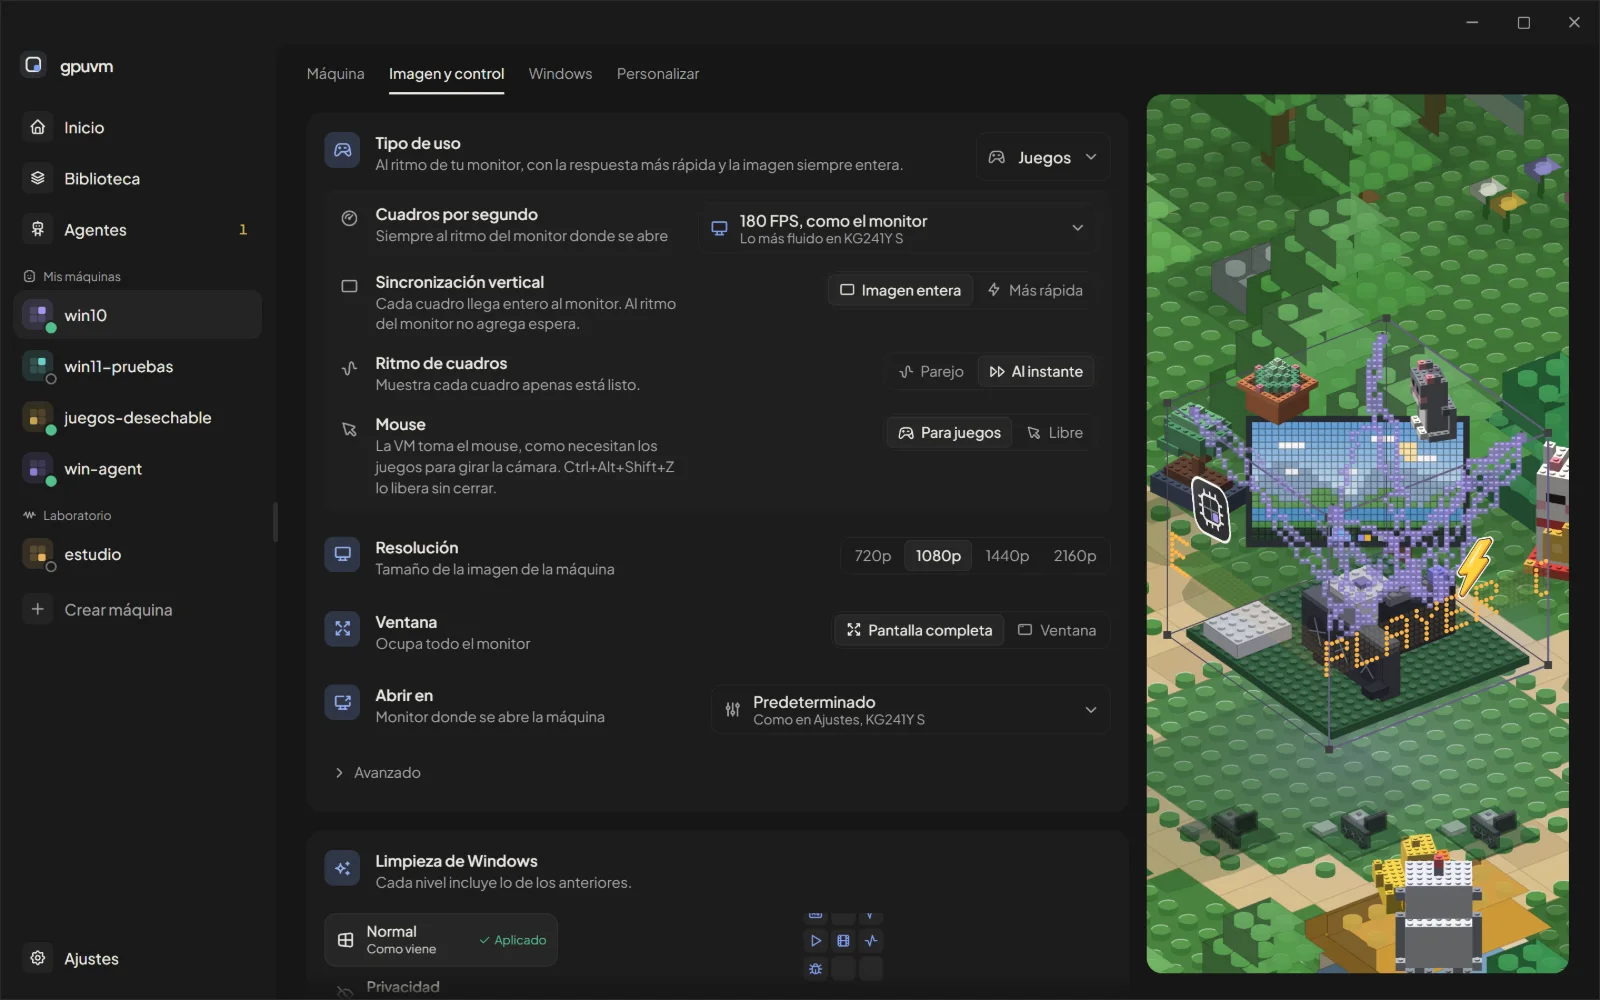 gpuvm
Inicio
Biblioteca
Agentes
1
Mis máquinas
win10
win11-pruebas
juegos-desechable
win-agent
Laboratorio
estudio
Crear máquina
Ajustes
Máquina
Imagen y control
Windows
Personalizar
Tipo de uso
Al ritmo de tu monitor, con la respuesta más rápida y la imagen siempre entera.
Juegos
Cuadros por segundo
Siempre al ritmo del monitor donde se abre
180 FPS, como el monitor
Lo más fluido en KG241Y S
Sincronización vertical
Cada cuadro llega entero al monitor. Al ritmo
del monitor no agrega espera.
Imagen entera
Más rápida
Ritmo de cuadros
Muestra cada cuadro apenas está listo.
Parejo
Al instante
Mouse
La VM toma el mouse, como necesitan los
juegos para girar la cámara. Ctrl+Alt+Shift+Z
lo libera sin cerrar.
Para juegos
Libre
Resolución
Tamaño de la imagen de la máquina
720p
1080p
1440p
2160p
Ventana
Ocupa todo el monitor
Pantalla completa
Ventana
Abrir en
Monitor donde se abre la máquina
Predeterminado
Como en Ajustes, KG241Y S
Avanzado
Limpieza de Windows
Cada nivel incluye lo de los anteriores.
Normal
Como viene
Aplicado
Privacidad